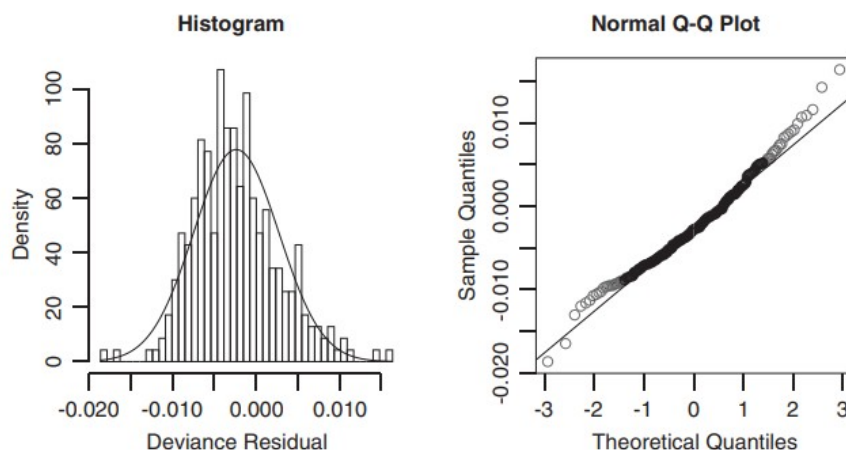 Histogram
Density
0 20 40 60 80 100
-0.020 -0.010 0.000 0.010
Deviance Residual
Normal Q-Q Plot
Sample Quantiles
-0.020 -0.010 0.000 0.010
-3 -2 -1 0 1 2 3
Theoretical Quantiles